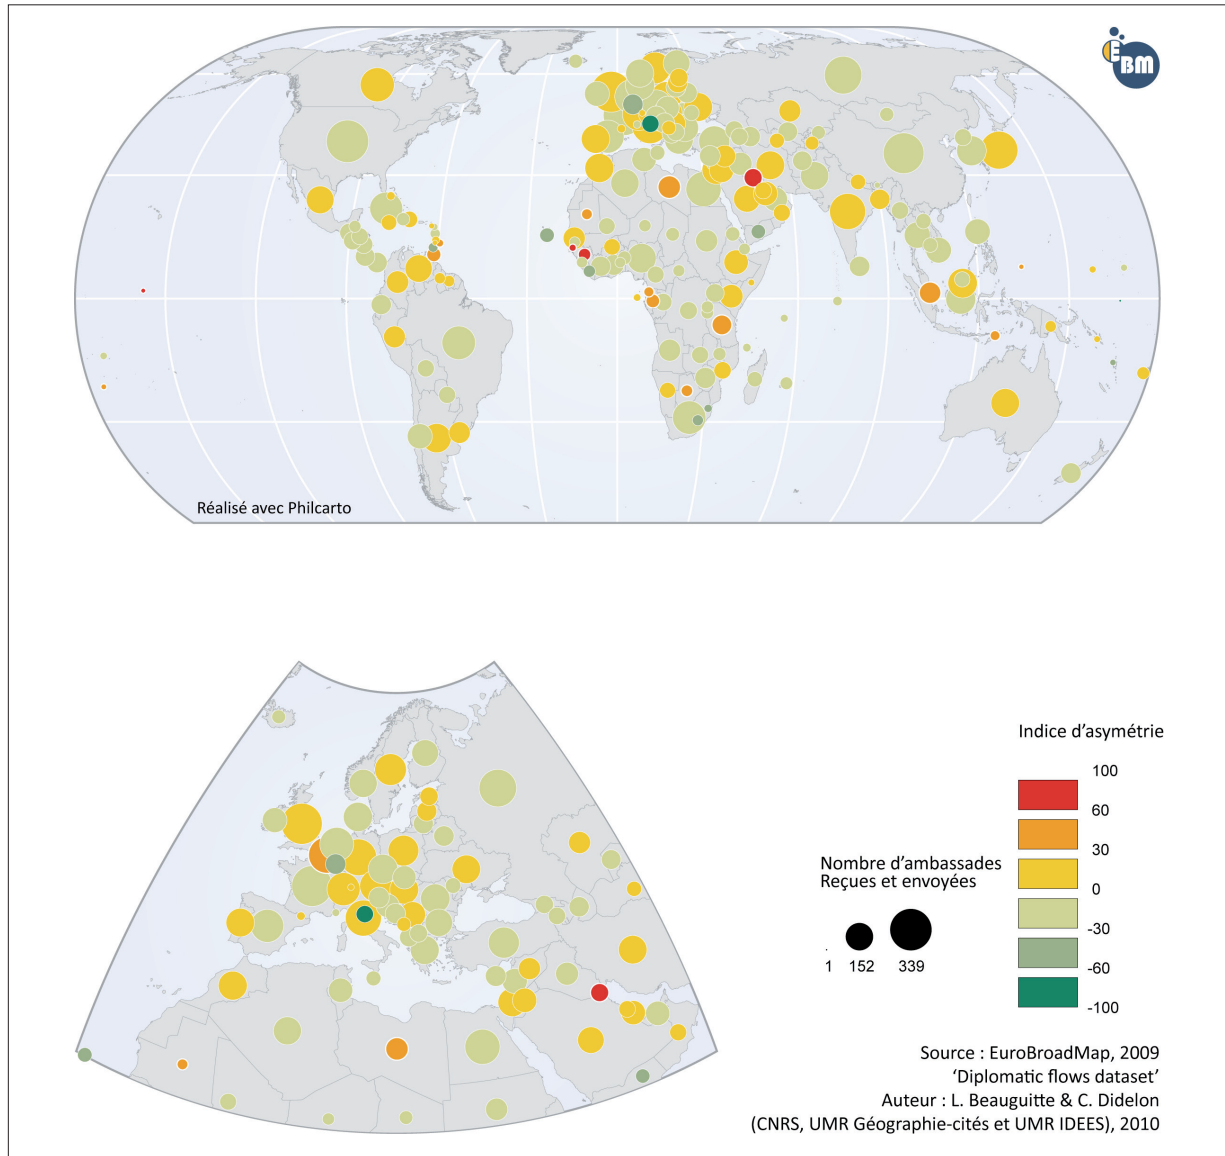 EBM
Réalisé avec Philcarto
Indice d'asymétrie
100
60
30
0
-30
-60
-100
Nombre d'ambassades
Reçues et envoyées
1 152 339
Source : EuroBroadMap, 2009
'Diplomatic flows dataset'
Auteur : L. Beauguitte & C. Didelon
(CNRS, UMR Géographie-cités et UMR IDEES), 2010